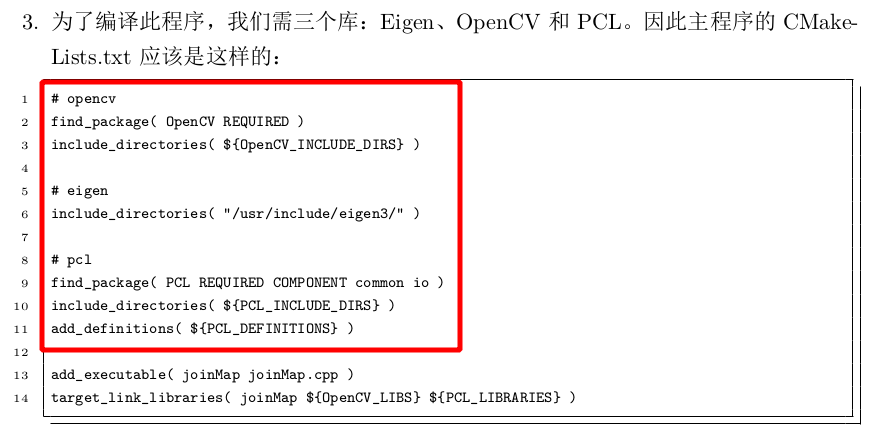 3. 为了编译此程序，我们需三个库：Eigen、OpenCV 和 PCL。因此主程序的 CMake-
Lists.txt 应该是这样的：
1 # opencv
2 find_package( OpenCV REQUIRED )
3 include_directories( ${OpenCV_INCLUDE_DIRS} )
4
5 # eigen
6 include_directories( "/usr/include/eigen3/" )
7
8 # pcl
9 find_package( PCL REQUIRED COMPONENT common io )
10 include_directories( ${PCL_INCLUDE_DIRS} )
11 add_definitions( ${PCL_DEFINITIONS} )
12
13 add_executable( joinMap joinMap.cpp )
14 target_link_libraries( joinMap ${OpenCV_LIBS} ${PCL_LIBRARIES} )